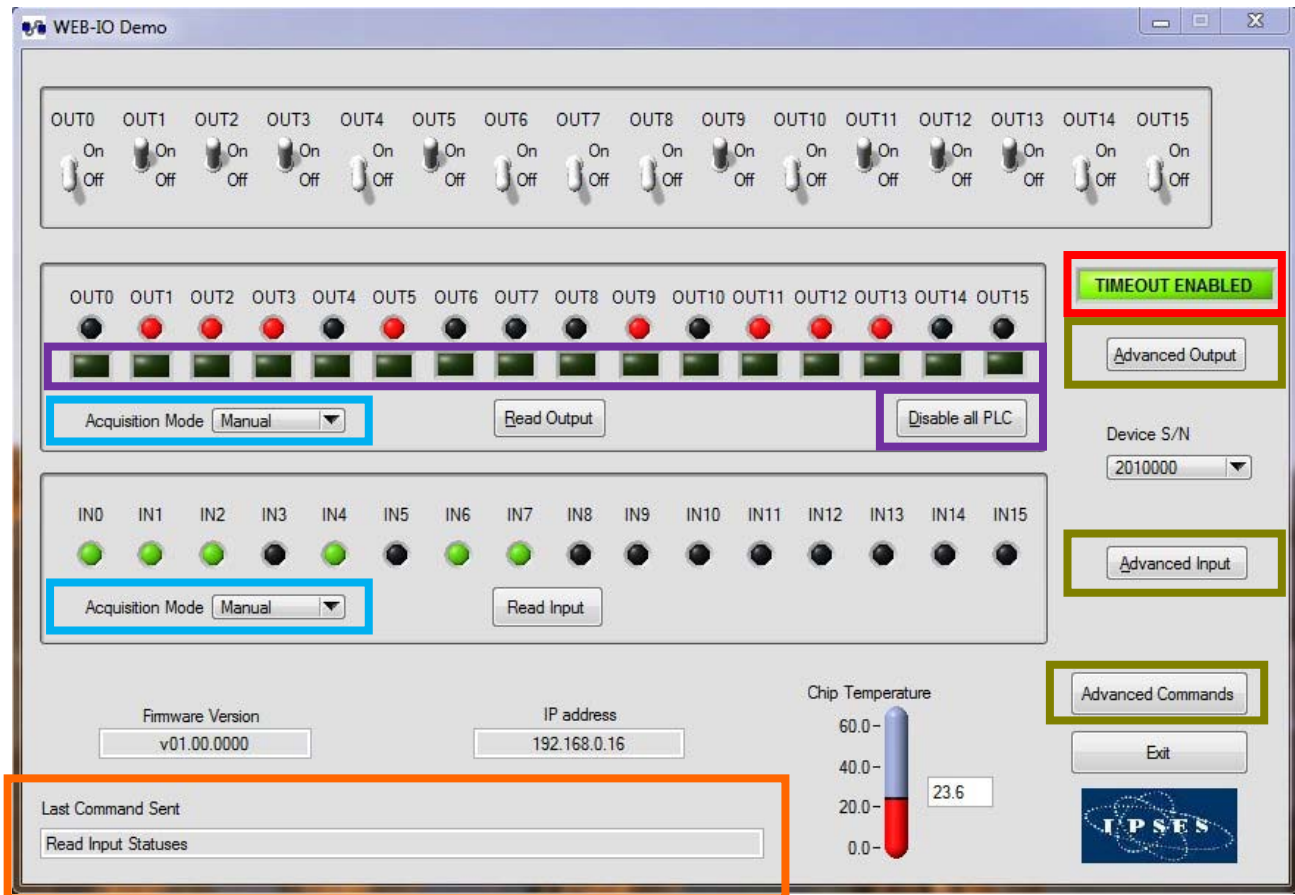 WEB-IO Demo
OUT0 OUT1 OUT2 OUT3 OUT4 OUT5 OUT6 OUT7 OUT8 OUT9 OUT10 OUT11 OUT12 OUT13 OUT14 OUT15
On On On On On On On On On On On On On On On On
Off Off Off Off Off Off Off Off Off Off Off Off Off Off Off Off
OUT0 OUT1 OUT2 OUT3 OUT4 OUT5 OUT6 OUT7 OUT8 OUT9 OUT10 OUT11 OUT12 OUT13 OUT14 OUT15
Acquisition Mode Manual Read Output Disable all PLC
TIMEOUT ENABLED
Advanced Output
Device S/N
2010000
IN0 IN1 IN2 IN3 IN4 IN5 IN6 IN7 IN8 IN9 IN10 IN11 IN12 IN13 IN14 IN15
Acquisition Mode Manual Read Input
Advanced Input
Firmware Version
v01.00.0000
IP address
192.168.0.16
Chip Temperature
60.0
40.0
20.0
0.0
23.6
Advanced Commands
Exit
IPSES
Last Command Sent
Read Input Statuses